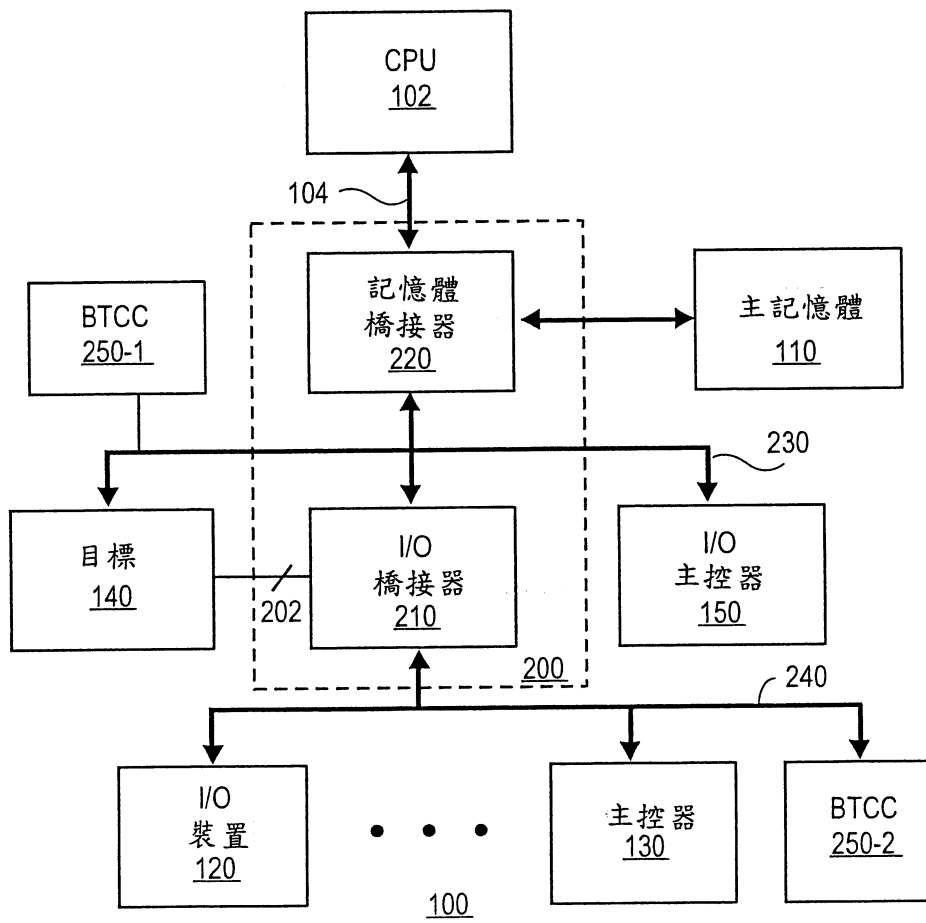 CPU
102
104
記憶體
橋接器
220
主記憶體
110
BTCC
250-1
230
目標
140
202
I/O
橋接器
210
I/O
主控器
150
200
240
I/O
裝置
120
主控器
130
BTCC
250-2
100